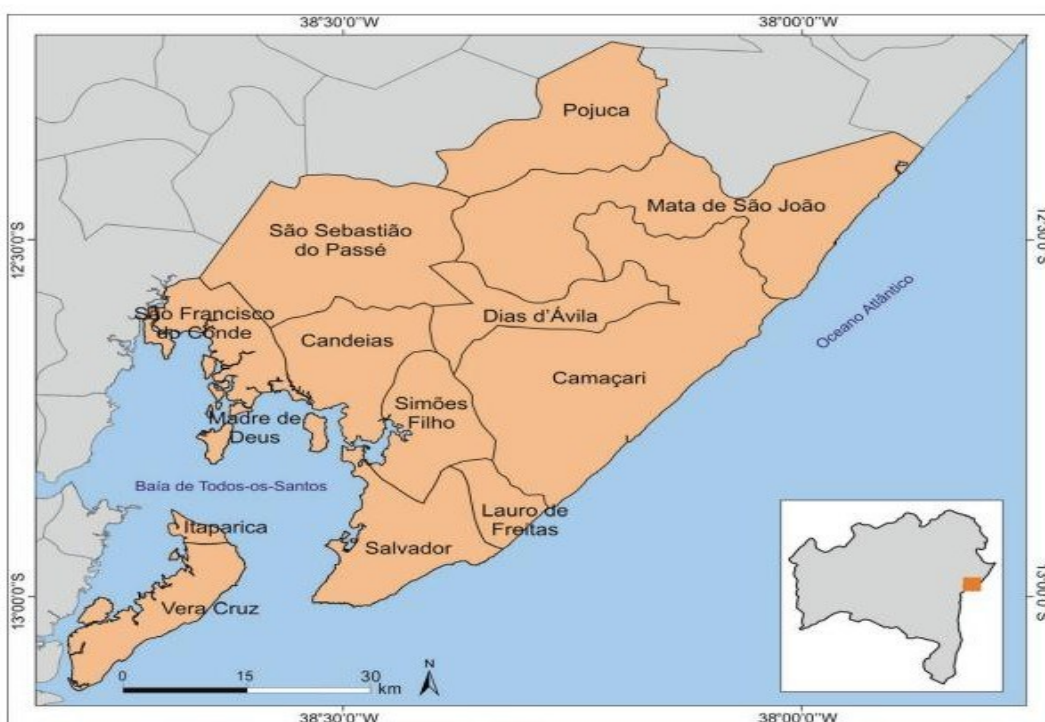 38°30'0"W
38°00'0"W
Pojuca
Mata de São João
São Sebastião
do Passé
12°30'0"S
12°30'0"S
Oceano Atlântico
São Francisco
do Conde
Dias d'Ávila
Candeias
Camaçari
Simões
Filho
Madre de
Deus
Baía de Todos-os-Santos
Lauro de
Freitas
Itaparica
Salvador
Vera Cruz
13°00'0"S
13°00'0"S
N
0
15
30
km
38°30'0"W
38°00'0"W